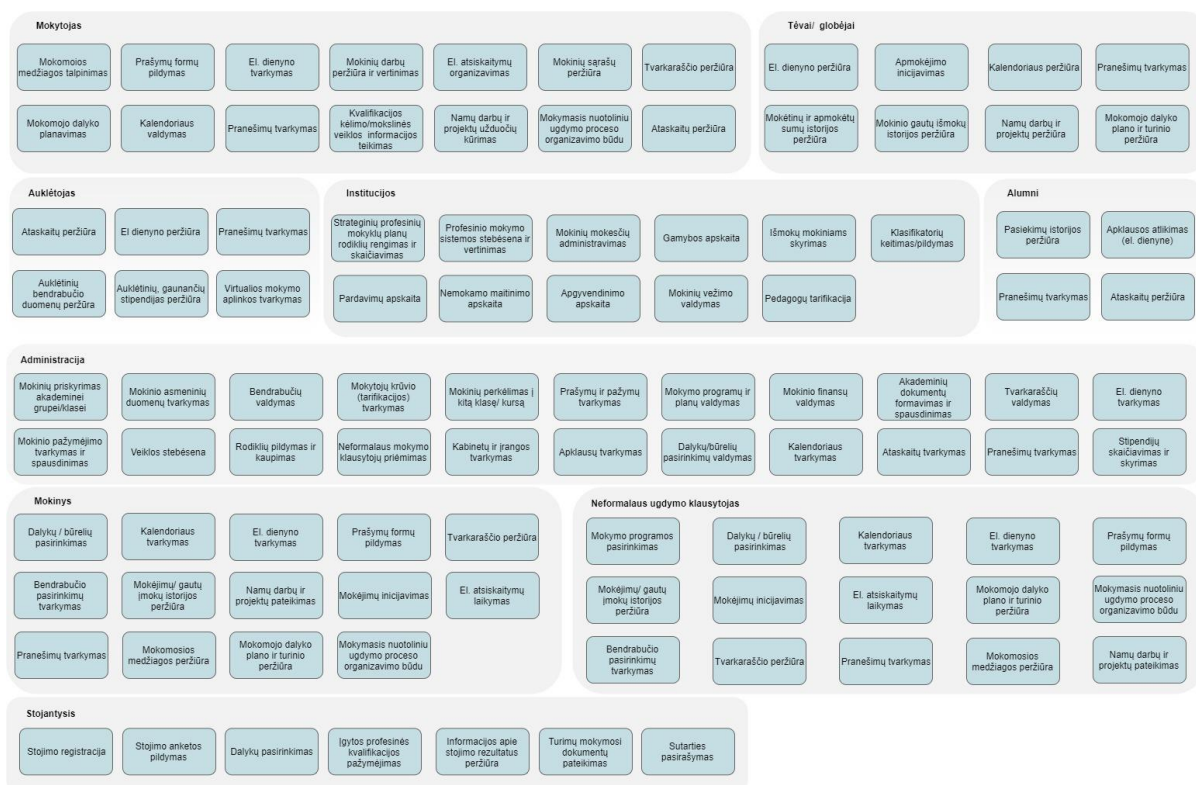 Mokytojas
Mokomoios
medžiagos talpinimas
Prašymų formų
pildymas
El. dienyno
tvarkymas
Mokinių darbų
peržiūra ir vertinimas
El. atsiskaitymų
organizavimas
Mokinių sąrašų
peržiūra
Tvarkaraščio peržiūra
Mokomojo dalyko
planavimas
Kalendoriaus
valdymas
Pranešimų tvarkymas
Kvalifikacijos
kėlimo/mokslinės
veiklos informacijos
teikimas
Namų darbų ir
projektų užduočių
kūrimas
Mokymasis nuotoliniu
ugdymo proceso
organizavimo būdu
Ataskaitų peržiūra
Tėvai/ globėjai
El. dienyno peržiūra
Apmokėjimo
inicijavimas
Kalendoriaus peržiūra
Pranešimų tvarkymas
Mokėtinų ir apmokėtų
sumų istorijos
peržiūra
Mokinio gautų išmokų
istorijos peržiūra
Namų darbų ir
projektų peržiūra
Mokomojo dalyko
plano ir turinio
peržiūra
Auklėtojas
Ataskaitų peržiūra
El dienyno peržiūra
Pranešimų tvarkymas
Auklėtinių
bendrabučio
duomenų peržūra
Auklėtinių, gaunančių
stipendijas peržiūra
Virtualios mokymo
aplinkos tvarkymas
Institucijos
Strateginių profesinių
mokyklų planų
rodiklių rengimas ir
skaičiavimas
Profesinio mokymo
sistemos stebėsena ir
vertinimas
Mokinių mokesčių
administravimas
Gamybos apskaita
Išmokų mokiniams
skyrimas
Klasifikatorių
keitimas/pildymas
Pardavimų apskaita
Nemokamo maitinimo
apskaita
Apgyvendinimo
apskaita
Mokinių vežimo
valdymas
Pedagogų tarifikacija
Alumni
Pasiekimų istorijos
peržiūra
Apklausos atlikimas
(el. dienyne)
Pranešimų tvarkymas
Ataskaitų peržiūra
Administracija
Mokinių priskyrimas
akademinei
grupei/klasei
Mokinio asmeninių
duomenų tvarkymas
Bendrabučių
valdymas
Mokytojų krūvio
(tarifikacijos)
tvarkymas
Mokinių perkėlimas į
kitą klasę/ kursą
Prašymų ir pažymų
tvarkymas
Mokymo programų ir
planų valdymas
Mokinio finansų
valdymas
Akademinių
dokumentų
formavimas ir
spausdinimas
Tvarkaraščių
valdymas
El. dienyno
tvarkymas
Mokinio pažymėjimo
tvarkymas ir
spausdinimas
Veiklos stebėsena
Rodiklių pildymas ir
kaupimas
Neformalaus mokymo
klausytojų priėmimas
Kabinetų ir įrangos
tvarkymas
Apklausų tvarkymas
Dalykų/būrelių
pasirinkimų valdymas
Kalendoriaus
tvarkymas
Ataskaitų tvarkymas
Pranešimų tvarkymas
Stipendijų
skaičiavimas ir
skyrimas
Mokinys
Dalykų / būrelių
pasirinkimas
Kalendoriaus
tvarkymas
El. dienyno
tvarkymas
Prašymų formų
pildymas
Tvarkaraščio peržiūra
Bendrabučio
pasirinkimų
tvarkymas
Mokėjimų/ gautų
įmokų istorijos
peržiūra
Namų darbų ir
projektų pateikimas
Mokėjimų inicijavimas
El. atsiskaitymų
laikymas
Pranešimų tvarkymas
Mokomosios
medžiagos peržiūra
Mokomojo dalyko
plano ir turinio
peržiūra
Mokymasis nuotoliniu
ugdymo proceso
organizavimo būdu
Neformalaus ugdymo klausytojas
Mokymo programos
pasirinkimas
Dalykų / būrelių
pasirinkimas
Kalendoriaus
tvarkymas
El. dienyno
tvarkymas
Prašymų formų
pildymas
Mokėjimų/ gautų
įmokų istorijos
peržiūra
Mokėjimų inicijavimas
El. atsiskaitymų
laikymas
Mokomojo dalyko
plano ir turinio
peržiūra
Mokymasis nuotoliniu
ugdymo proceso
organizavimo būdu
Bendrabučio
pasirinkimų
tvarkymas
Tvarkaraščio peržiūra
Pranešimų tvarkymas
Mokomosios
medžiagos peržiūra
Namų darbų ir
projektų pateikimas
Stojantysis
Stojimo registracija
Stojimo anketos
pildymas
Dalykų pasirinkimas
Įgytos profesinės
kvalifikacijos
pažymėjimas
Informacijos apie
stojimo rezultatus
peržiūra
Turimų mokymosi
dokumentų
pateikimas
Sutarties
pasirašymas